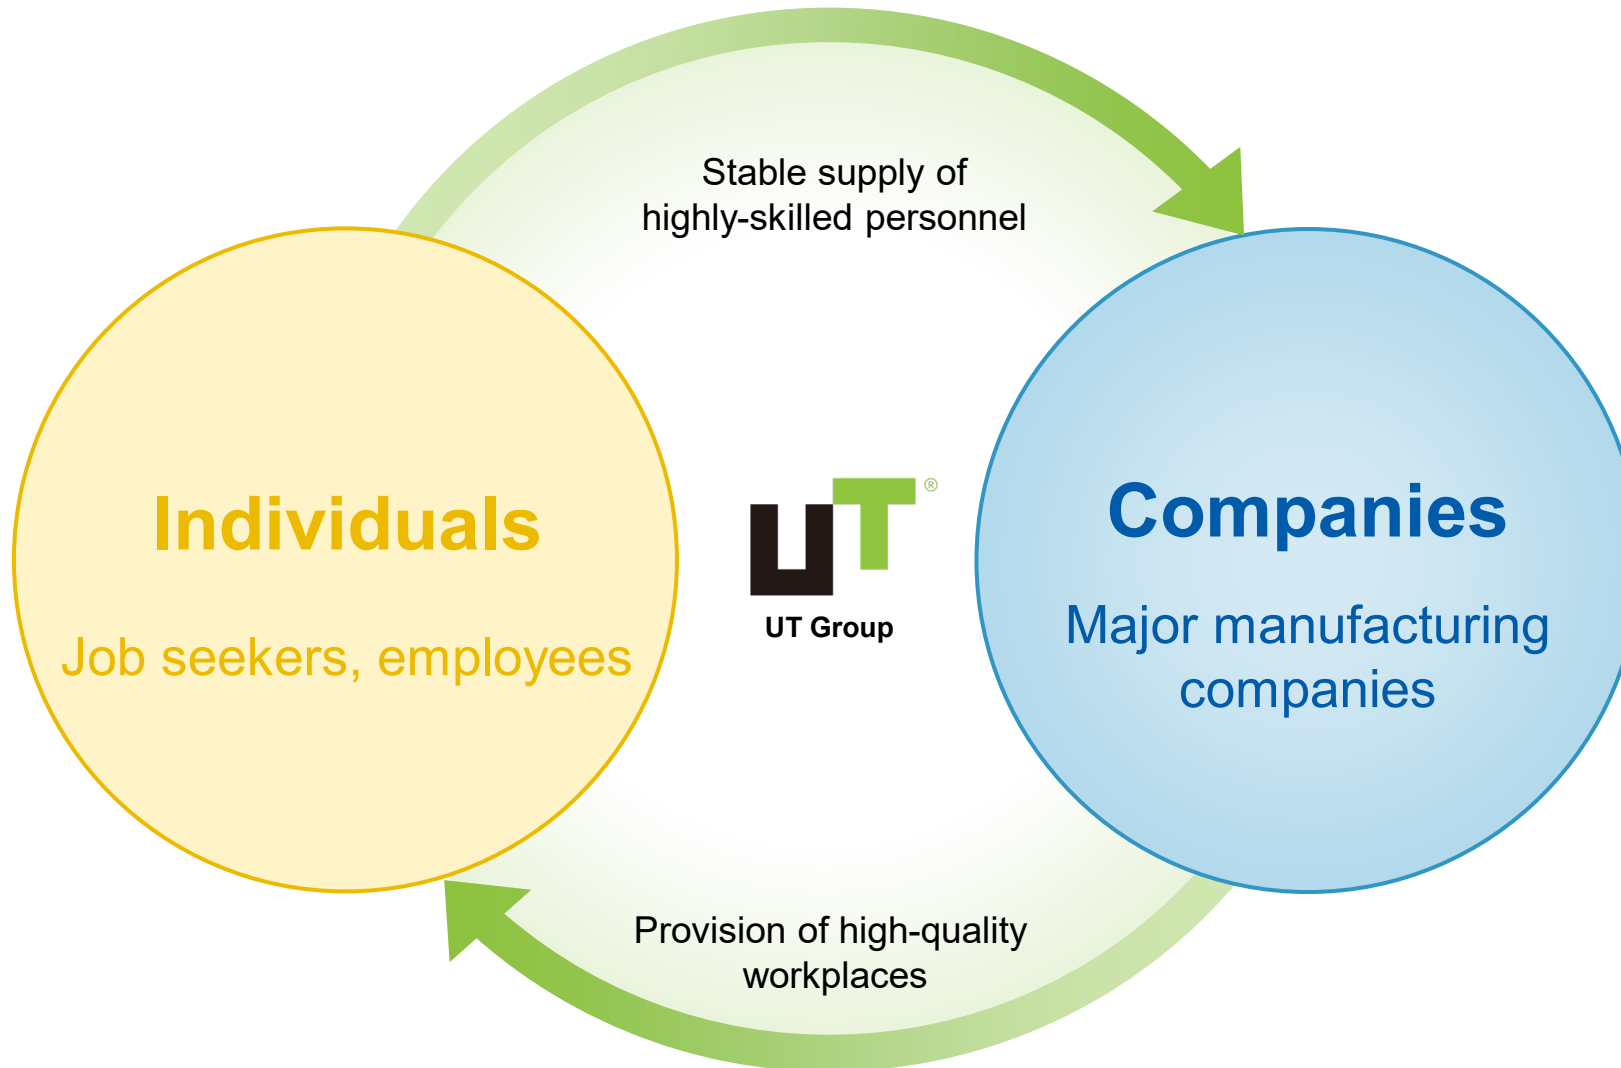 Stable supply of
highly-skilled personnel
Individuals
Job seekers, employees
UT®
UT Group
Companies
Major manufacturing
companies
Provision of high-quality
workplaces